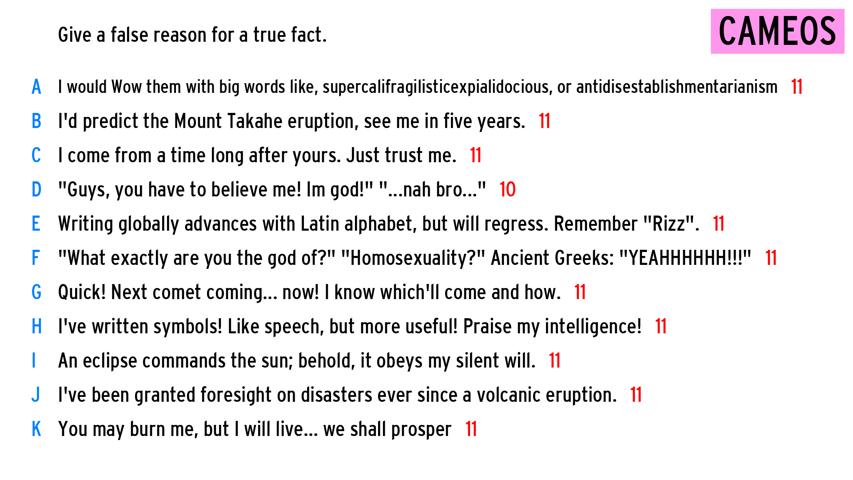 Give a false reason for a true fact.
CAMEOS
A I would Wow them with big words like, supercalifragilisticexpialidocious, or antidisestablishmentarianism 11
B I'd predict the Mount Takahe eruption, see me in five years. 11
C I come from a time long after yours. Just trust me. 11
D "Guys, you have to believe me! Im god!" "...nah bro..." 10
E Writing globally advances with Latin alphabet, but will regress. Remember "Rizz". 11
F "What exactly are you the god of?" "Homosexuality?" Ancient Greeks: "YEAHHHHHH!!!" 11
G Quick! Next comet coming... now! I know which'll come and how. 11
H I've written symbols! Like speech, but more useful! Praise my intelligence! 11
I An eclipse commands the sun; behold, it obeys my silent will. 11
J I've been granted foresight on disasters ever since a volcanic eruption. 11
K You may burn me, but I will live... we shall prosper 11